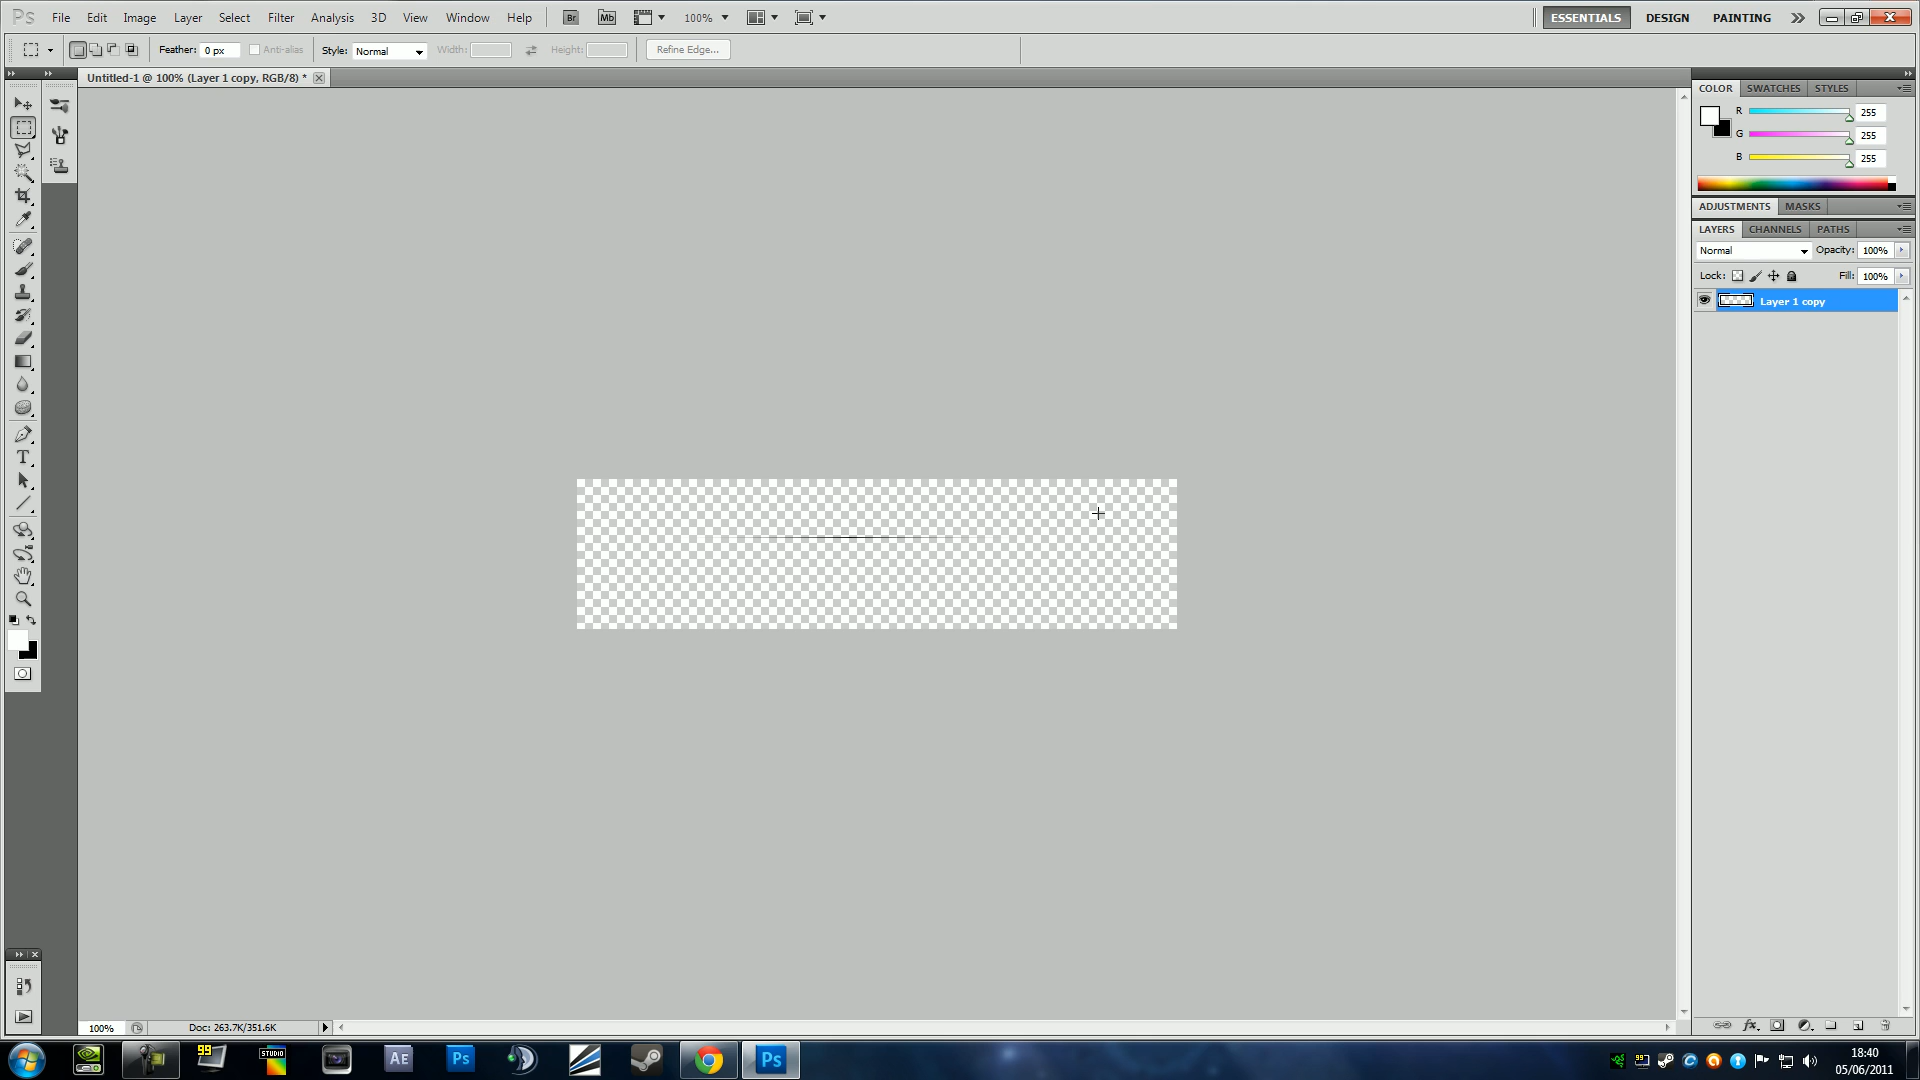 Ps File Edit Image Layer Select Filter Analysis 3D View Window Help Br Mb 100% ESSENTIALS DESIGN PAINTING
Feather: 0 px Anti-alias Style: Normal Width: Height: Refine Edge...
Untitled-1 @ 100% (Layer 1 copy, RGB/8) *
COLOR SWATCHES STYLES
R 255
G 255
B 255
ADJUSTMENTS MASKS
LAYERS CHANNELS PATHS
Normal Opacity: 100%
Lock: Fill: 100%
Layer 1 copy
T
100% Doc: 263.7K/351.6K
99 STUDIO AE Ps Ps
18:40
05/06/2011